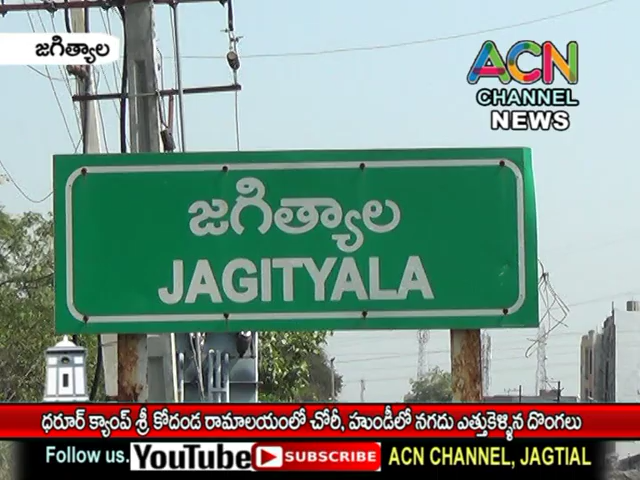 జగిత్యాల
ACN
CHANNEL
NEWS
జగిత్యాల
JAGITYALA
ధరూర్ క్యాంప్ శ్రీ కోదండ రామాలయంలో చోరీ, హుండీలో నగదు ఎత్తుకెళ్ళిన దొంగలు
Follow us. YouTube SUBSCRIBE ACN CHANNEL, JAGTIAL